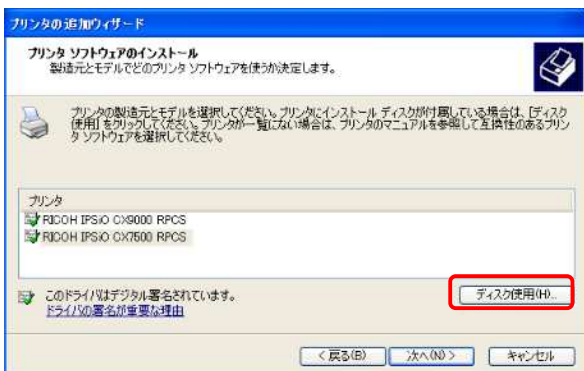 プリンタの追加ウィザード
プリンタ ソフトウェアのインストール
製造元とモデルでどのプリンタ ソフトウェアを使うか決定します。
プリンタの製造元とモデルを選択してください。プリンタにインストール ディスクが付属している場合は、[ディスク
使用] をクリックしてください。プリンタが一覧にない場合は、プリンタのマニュアルを参照して互換性のあるプリン
タ ソフトウェアを選択してください。
プリンタ
RICOH IPSiO CX9000 RPCS
RICOH IPSiO CX7500 RPCS
このドライバはデジタル署名されています。
ドライバの署名が重要な理由
ディスク使用(H)...
< 戻る(B)
次へ(N) >
キャンセル